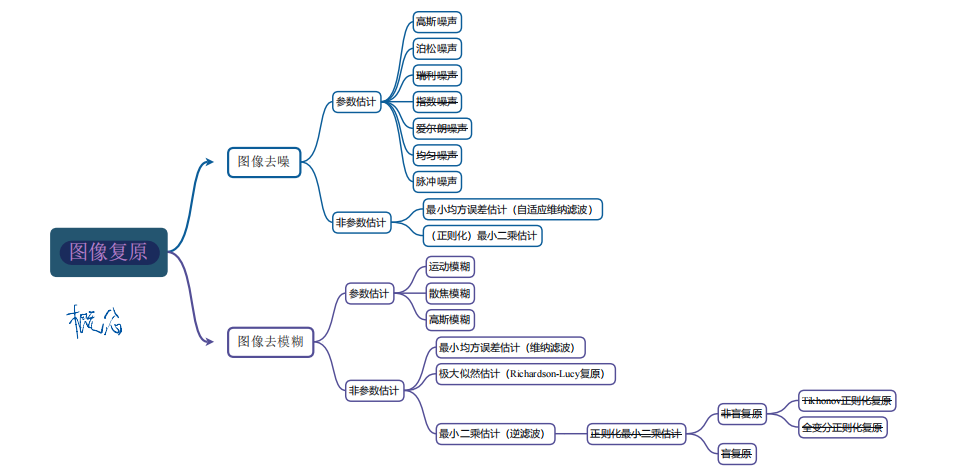 高斯噪声
泊松噪声
瑞利噪声
参数估计
指数噪声
爱尔朗噪声
均匀噪声
图像去噪
脉冲噪声
非参数估计
最小均方误差估计（自适应维纳滤波）
（正则化）最小二乘估计
图像复原
概念
运动模糊
参数估计
散焦模糊
高斯模糊
图像去模糊
最小均方误差估计（维纳滤波）
极大似然估计（Richardson-Lucy复原）
非参数估计
最小二乘估计（逆滤波）
正则化最小二乘估计
非盲复原
Tikhonov正则化复原
全变分正则化复原
盲复原